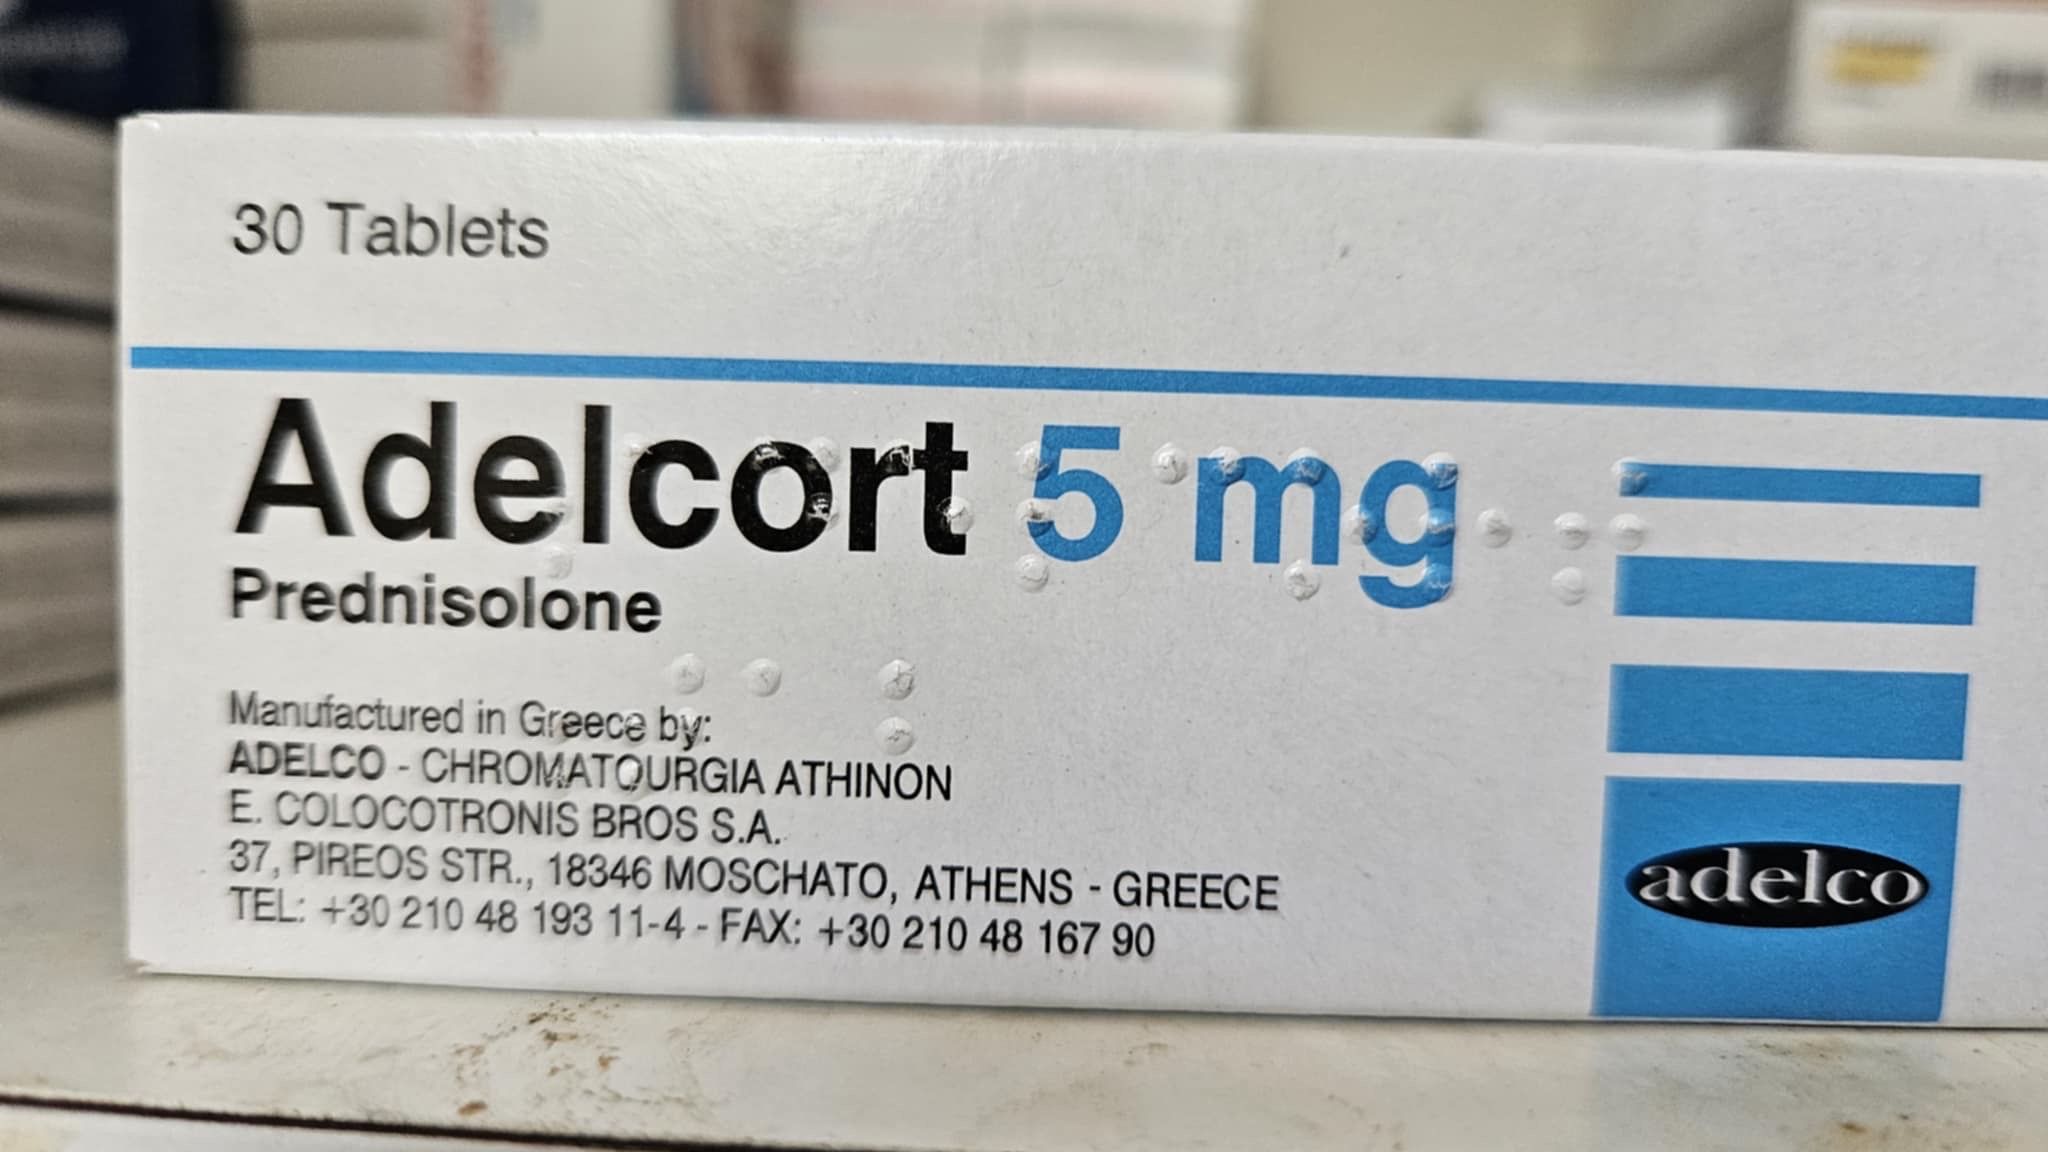 30 Tablets
Adelcort 5 mg
Prednisolone
Manufactured in Greece by:
ADELCO - CHROMATOURGIA ATHINON
E. COLOCOTRONIS BROS S.A.
37, PIREOS STR., 18346 MOSCHATO, ATHENS - GREECE
TEL: +30 210 48 193 11-4 - FAX: +30 210 48 167 90
adelco